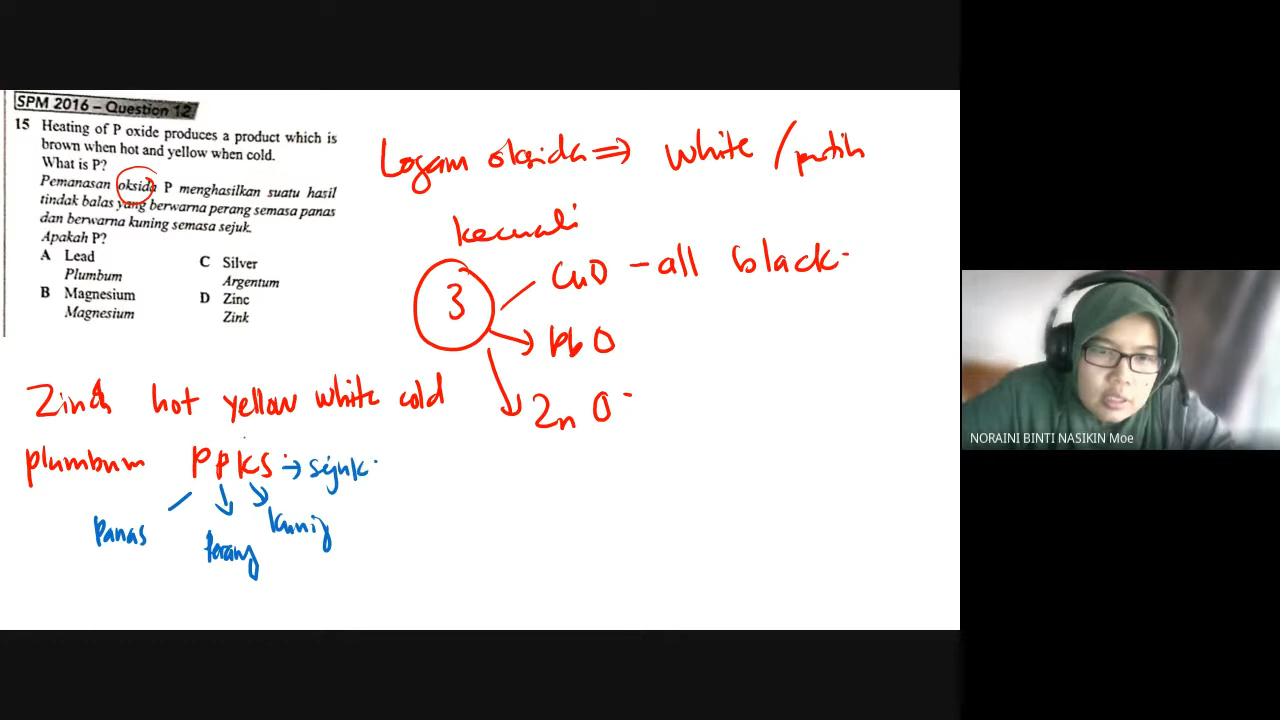 SPM 2016 – Question 12
15 Heating of P oxide produces a product which is
brown when hot and yellow when cold.
What is P?
Pemanasan oksida P menghasilkan suatu hasil
tindak balas yang berwarna perang semasa panas
dan berwarna kuning semasa sejuk.
Apakah P?
A Lead
Plumbum
B Magnesium
Magnesium
C Silver
Argentum
D Zinc
Zink
Logam oksida ⇒ white / putih
kecuali
3
CuO – all black
PbO
ZnO
hot yellow white cold
plumbum PPKS → sejuk
panas
perang
kuning
NORAINI BINTI NASIKIN Moe